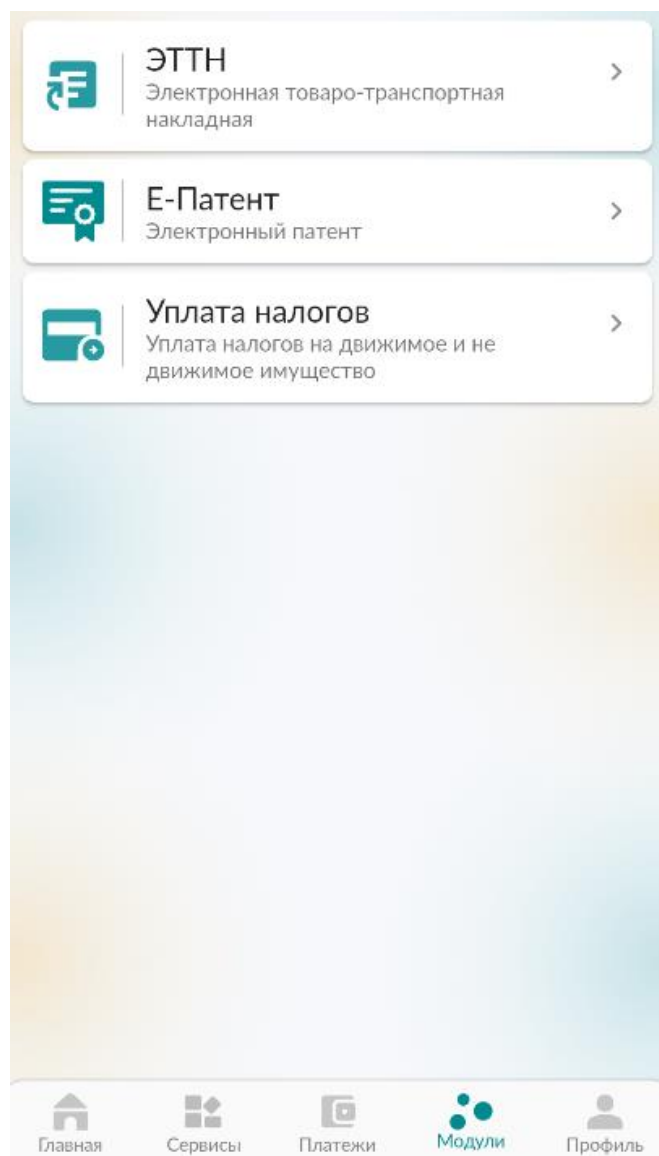 ЭТТН
Электронная товаро-транспортная
накладная
Е-Патент
Электронный патент
Уплата налогов
Уплата налогов на движимое и не
движимое имущество
Главная
Сервисы
Платежи
Модули
Профиль